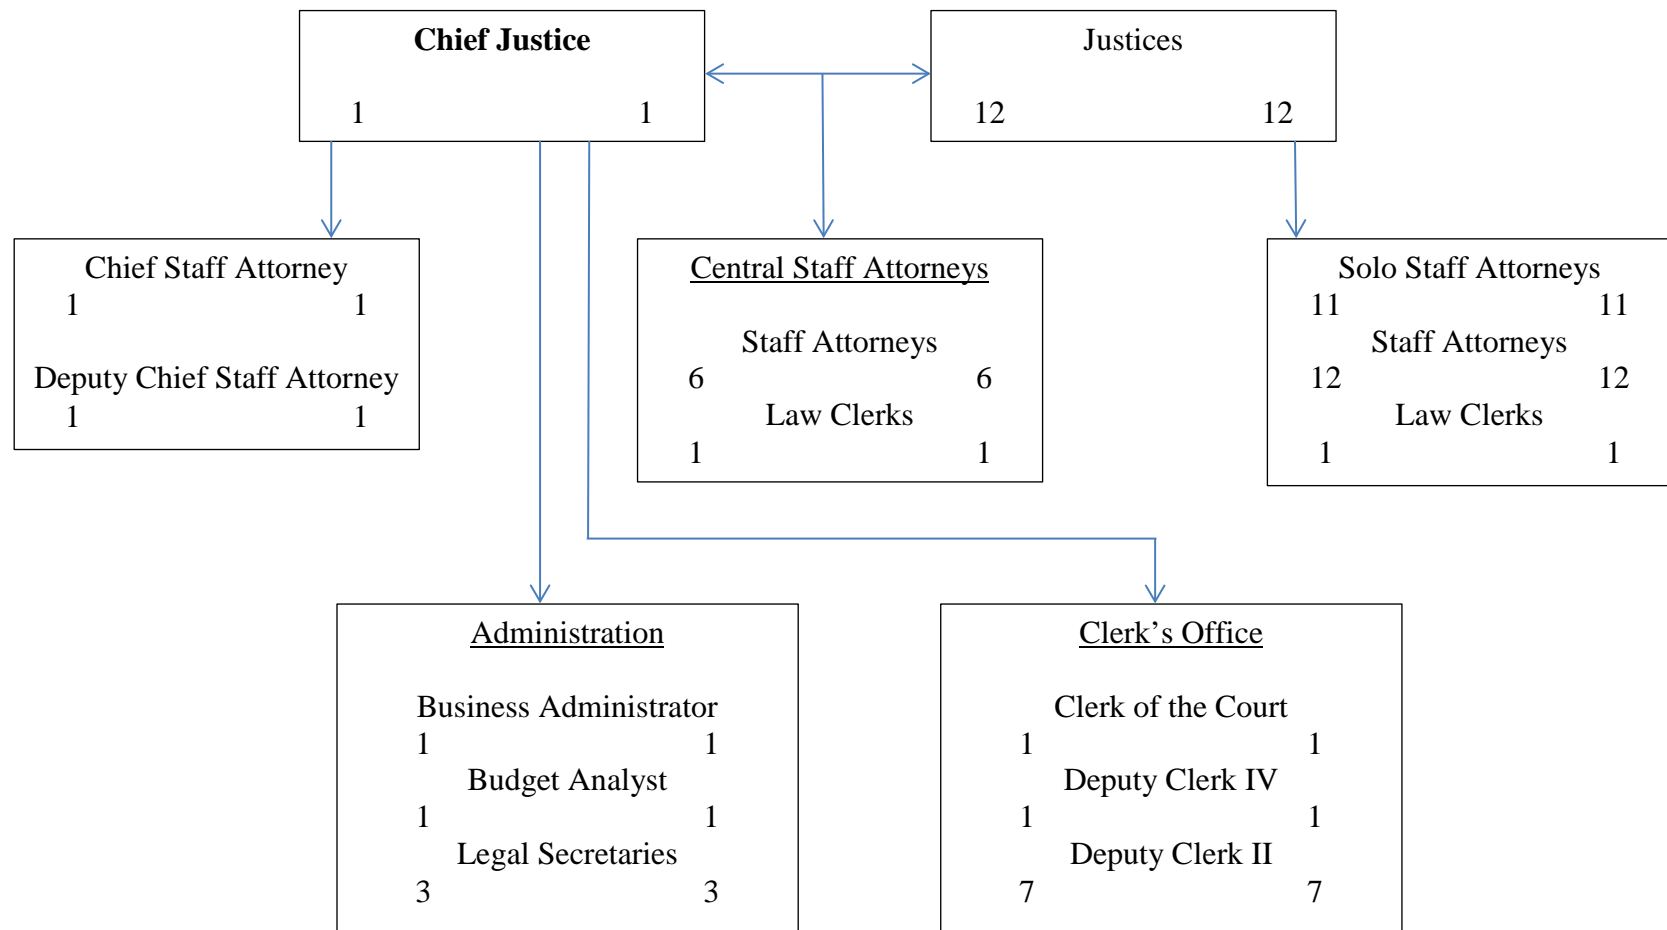 Chief Justice
1 1
Justices
12 12
Chief Staff Attorney
1 1
Deputy Chief Staff Attorney
1 1
Central Staff Attorneys
Staff Attorneys
6 6
Law Clerks
1 1
Solo Staff Attorneys
11 11
Staff Attorneys
12 12
Law Clerks
1 1
Administration
Business Administrator
1 1
Budget Analyst
1 1
Legal Secretaries
3 3
Clerk’s Office
Clerk of the Court
1 1
Deputy Clerk IV
1 1
Deputy Clerk II
7 7